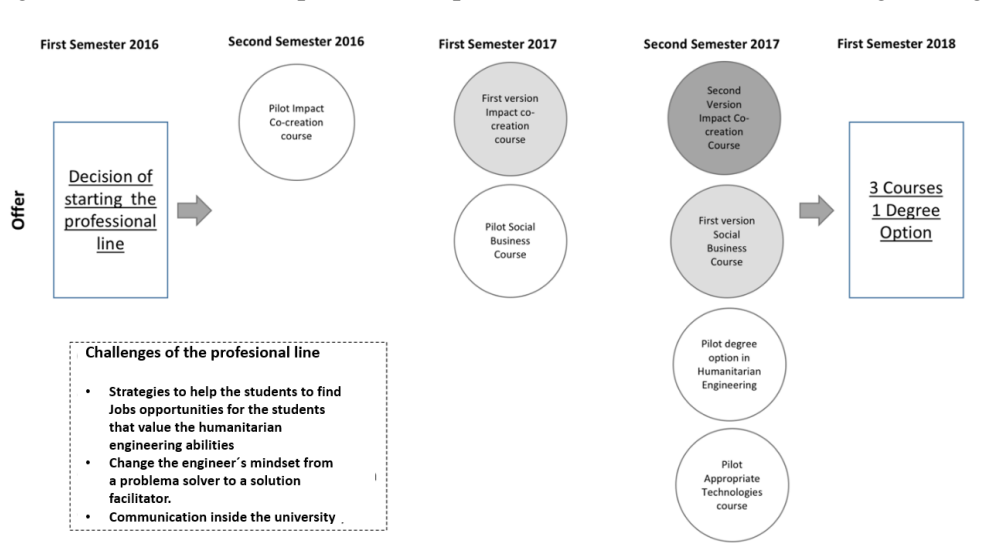 First Semester 2016
Second Semester 2016
First Semester 2017
Second Semester 2017
First Semester 2018
Offer
Decision of
starting the
professional
line
Pilot Impact
Co-creation
course
First version
Impact co-
creation
course
Pilot Social
Business
Course
Second
Version
Impact Co-
creation
Course
First version
Social
Business
Course
Pilot degree
option in
Humanitarian
Engineering
Pilot
Appropriate
Technologies
course
3 Courses
1 Degree
Option
Challenges of the profesional line
• Strategies to help the students to find
Jobs opportunities for the students
that value the humanitarian
engineering abilities
• Change the engineer´s mindset from
a problema solver to a solution
facilitator.
• Communication inside the university .